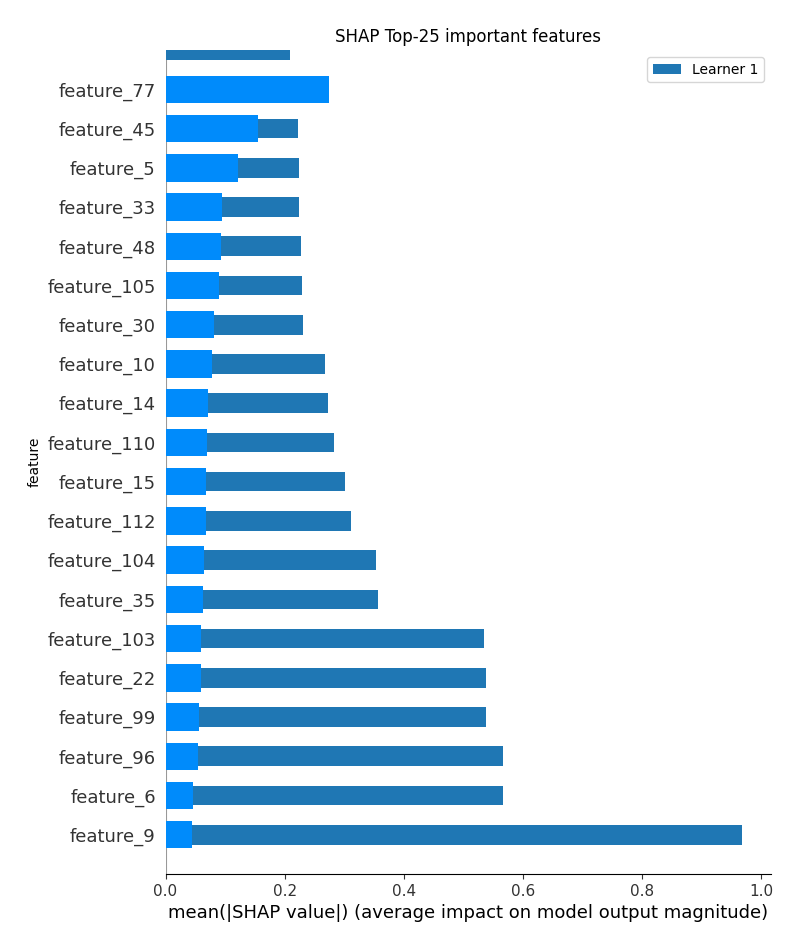 SHAP Top-25 important features
Learner 1
feature_77
feature_45
feature_5
feature_33
feature_48
feature_105
feature_30
feature_10
feature_14
feature_110
feature_15
feature_112
feature_104
feature_35
feature_103
feature_22
feature_99
feature_96
feature_6
feature_9
feature
0.0 0.2 0.4 0.6 0.8 1.0
mean(|SHAP value|) (average impact on model output magnitude)